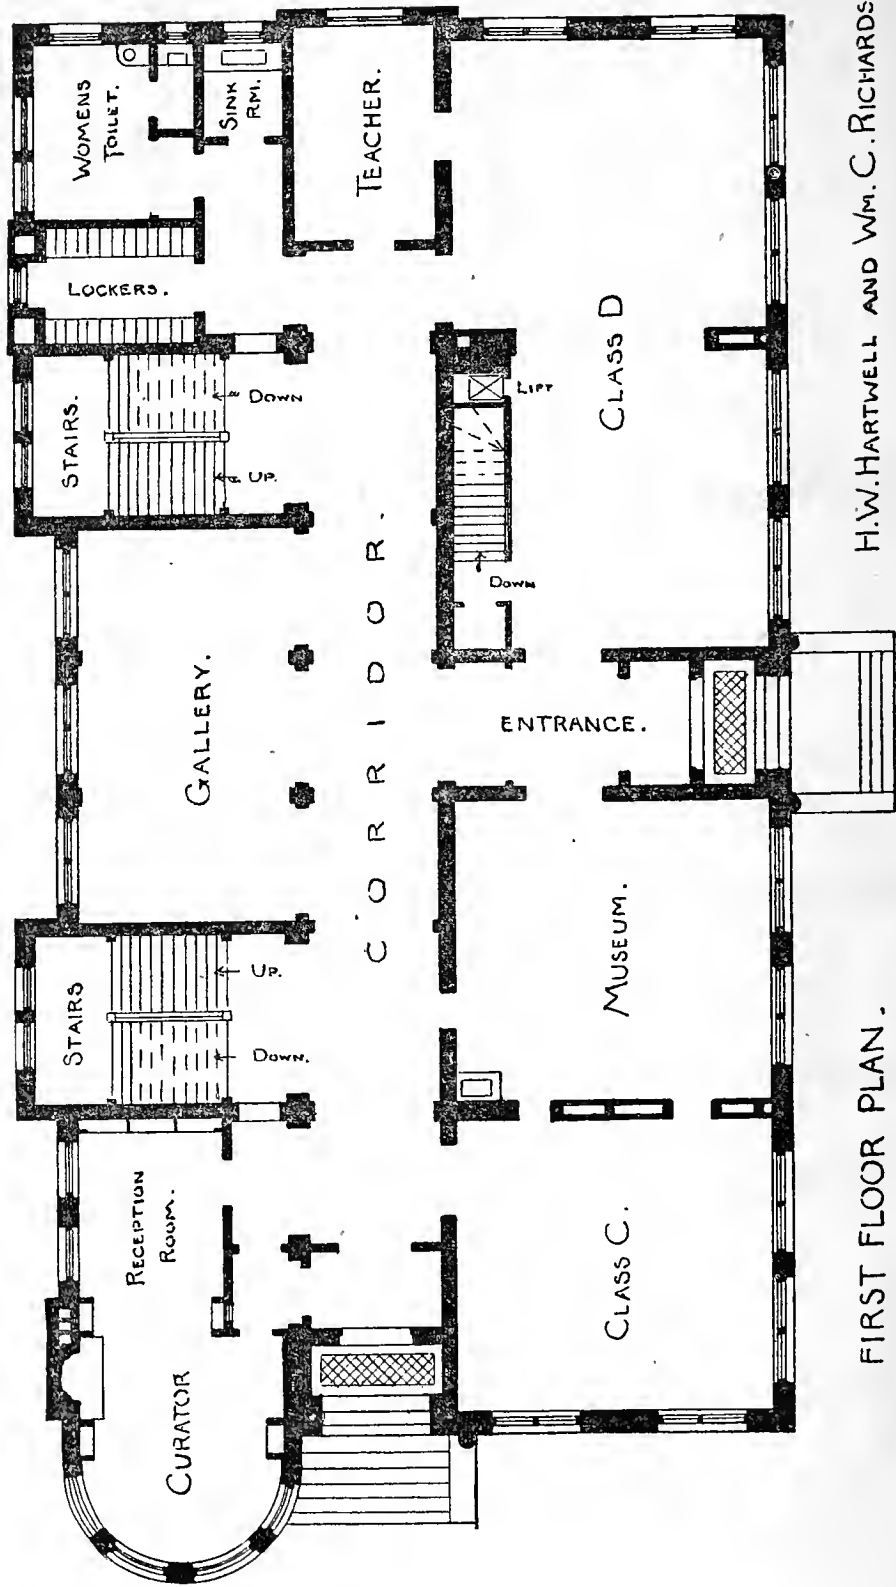 STAIRS
STAIRS.
LOCKERS.
WOMENS
TOILET.
RECEPTION
ROOM.
CURATOR
GALLERY.
SINK
RM.
DOWN.
UP.
UP.
DOWN
CORRIDOR.
TEACHER.
DOWN
LIFT
ENTRANCE.
CLASS C.
MUSEUM.
CLASS D
FIRST FLOOR PLAN.
H.W. HARTWELL AND WM. C. RICHARDS